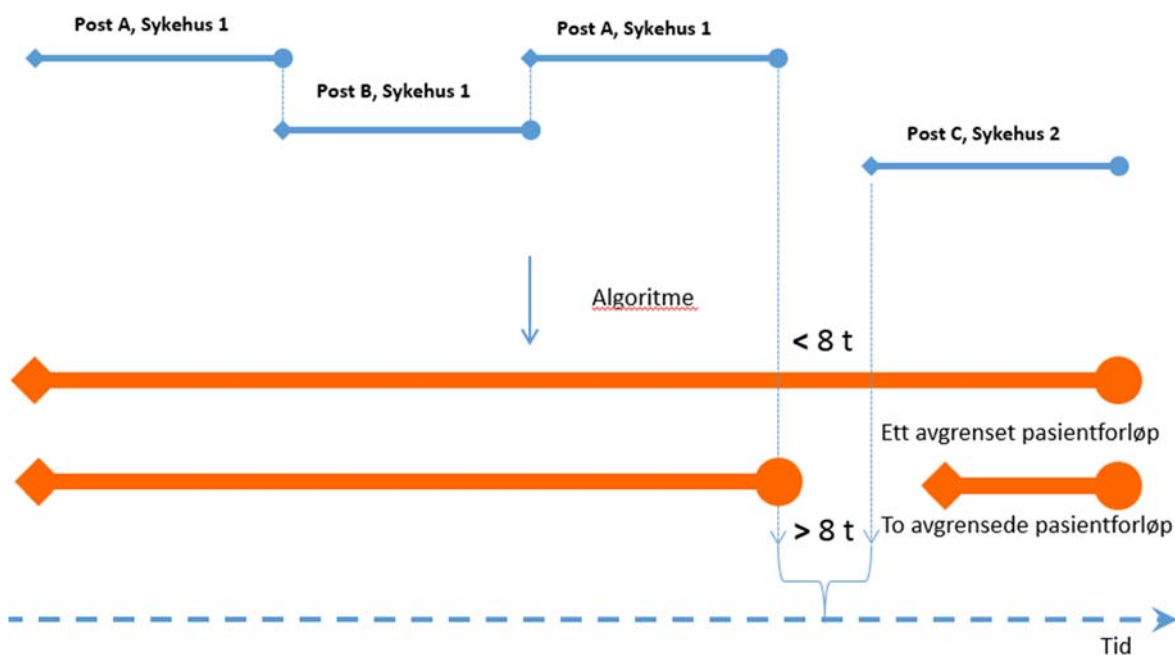 Post A, Sykehus 1
Post A, Sykehus 1
Post B, Sykehus 1
Post C, Sykehus 2
Algoritme
< 8 t
Ett avgrenset pasientforløp
> 8 t
To avgrensede pasientforløp
Tid